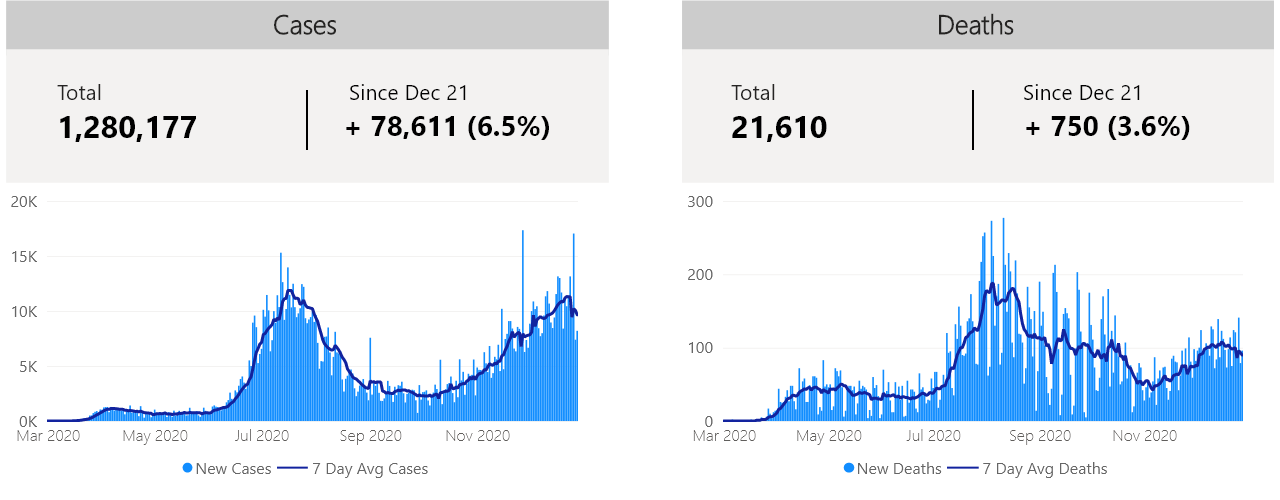 Cases
Total
1,280,177
Since Dec 21
+ 78,611 (6.5%)
20K
15K
10K
5K
0K
Mar 2020 May 2020 Jul 2020 Sep 2020 Nov 2020
New Cases 7 Day Avg Cases
Deaths
Total
21,610
Since Dec 21
+ 750 (3.6%)
300
200
100
0
Mar 2020 May 2020 Jul 2020 Sep 2020 Nov 2020
New Deaths 7 Day Avg Deaths